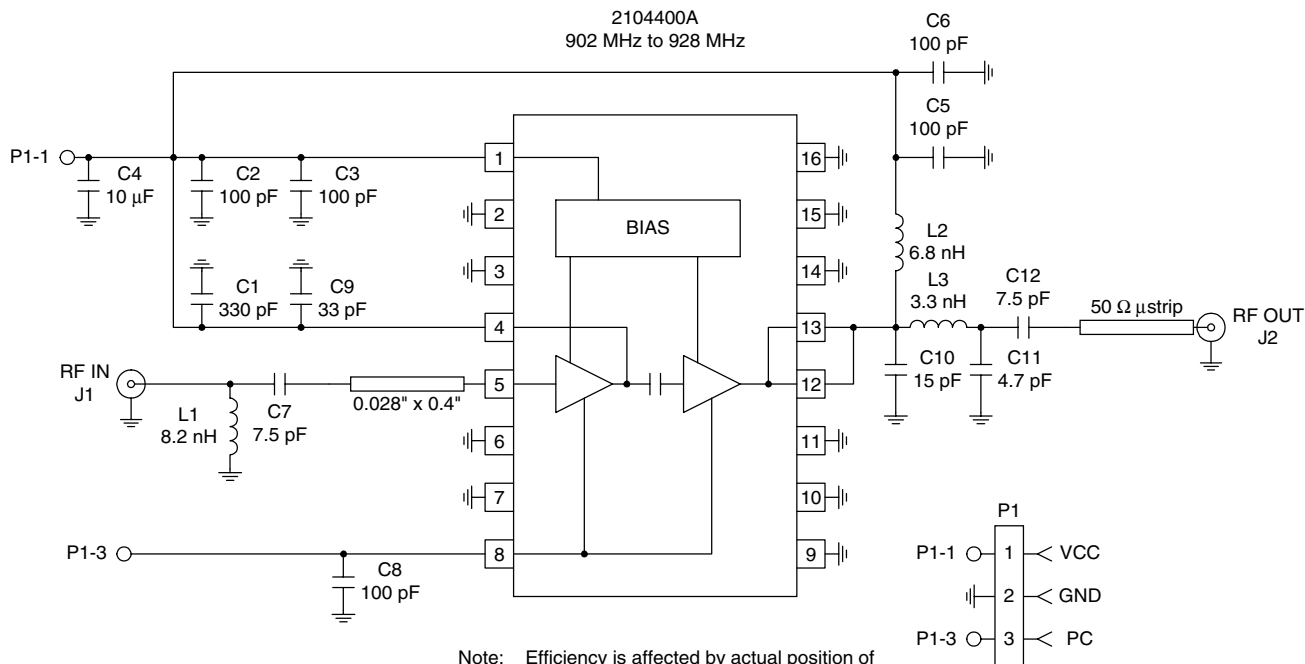 2104400A
902 MHz to 928 MHz
C6
100 pF
C5
100 pF
P1-1
C4
10 µF
C2
100 pF
C3
100 pF
1
16
2
15
BIAS
L2
6.8 nH
3
14
C1
330 pF
C9
33 pF
L3
3.3 nH
C12
7.5 pF
50 Ω µstrip
RF OUT
J2
4
13
RF IN
J1
L1
8.2 nH
C7
7.5 pF
0.028" x 0.4"
5
12
C10
15 pF
C11
4.7 pF
6
11
7
10
P1-3
C8
100 pF
8
9
P1
P1-1
1
VCC
2
GND
P1-3
3
PC
Note: Efficiency is affected by actual position of